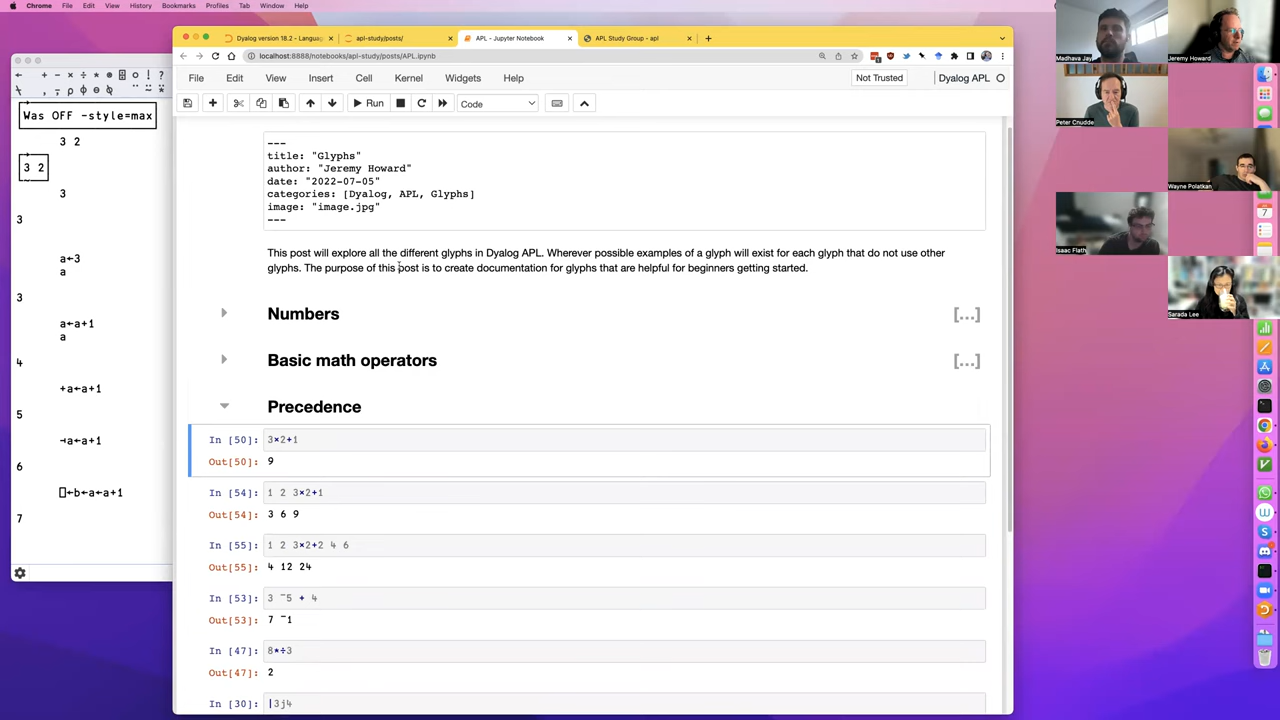 Chrome File Edit View History Bookmarks Profiles Tab Window Help
Dyalog version 18.2 - Langua
apl-study/posts/
APL - Jupyter Notebook
APL Study Group - apl
localhost:8888/notebooks/apl-study/posts/APL.ipynb
File Edit View Insert Cell Kernel Widgets Help
Not Trusted
Dyalog APL
Run
Code
Was OFF -style=max
3 2
3 2
3
3
a←3
a
3
a←a+1
a
4
+a←a+1
5
⊣a←a+1
6
⎕←b←a←a+1
7
---
title: "Glyphs"
author: "Jeremy Howard"
date: "2022-07-05"
categories: [Dyalog, APL, Glyphs]
image: "image.jpg"
---
This post will explore all the different glyphs in Dyalog APL. Wherever possible examples of a glyph will exist for each glyph that do not use other
glyphs. The purpose of this post is to create documentation for glyphs that are helpful for beginners getting started.
Numbers
[...]
Basic math operators
[...]
Precedence
In [50]: 3×2+1
Out[50]: 9
In [54]: 1 2 3×2+1
Out[54]: 3 6 9
In [55]: 1 2 3×2+2 4 6
Out[55]: 4 12 24
In [53]: 3 ¯5 + 4
Out[53]: 7 ¯1
In [47]: 8*÷3
Out[47]: 2
In [30]: |3j4
Madhava Jay
Jeremy Howard
Peter Cnudde
Wayne Polatkan
Isaac Flath
Sarada Lee